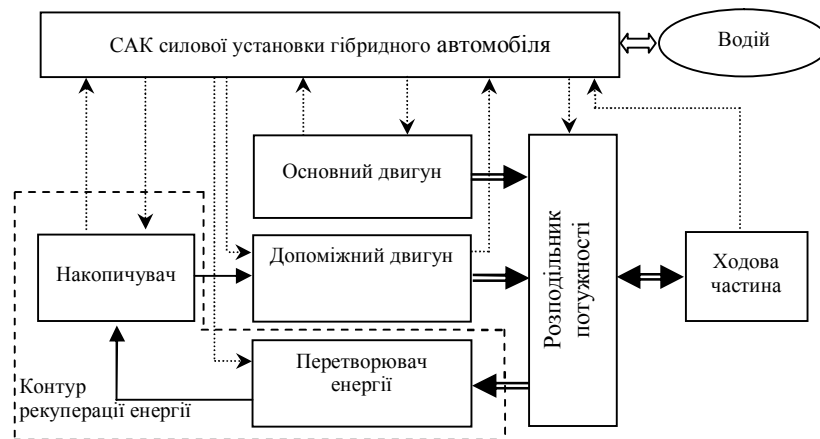 САК силової установки гібридного автомобіля
Водій
Основний двигун
Накопичувач
Допоміжний двигун
Розподільник
потужності
Ходова
частина
Перетворювач
енергії
Контур
рекуперації енергії